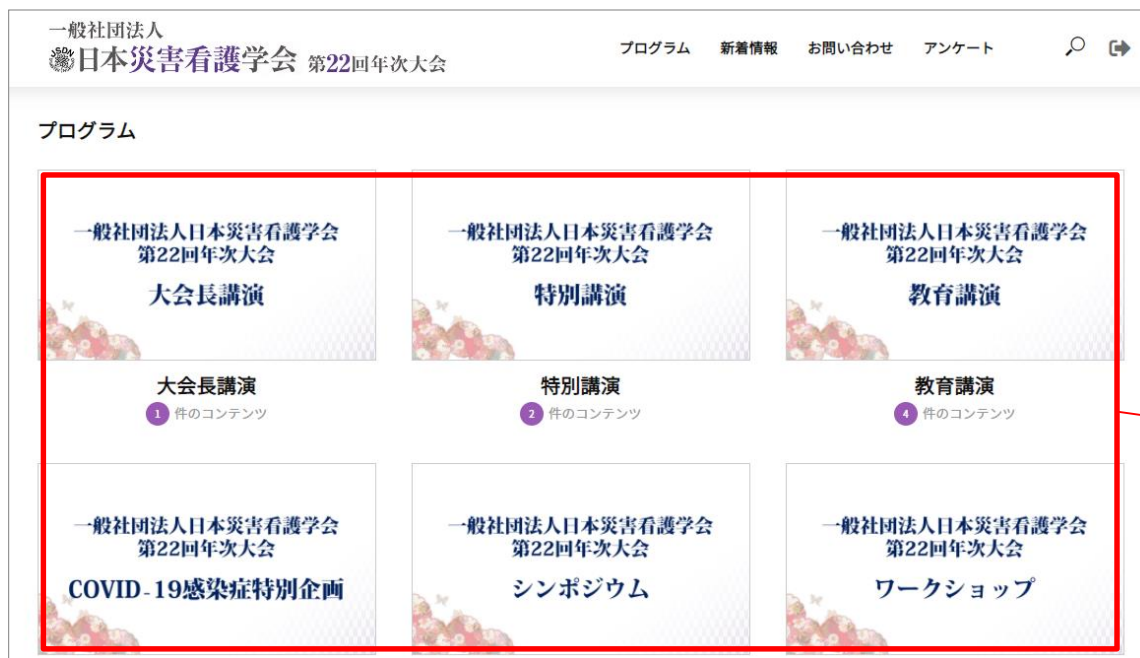 一般社団法人
日本災害看護学会 第22回年次大会
プログラム 新着情報 お問い合わせ アンケート
プログラム
一般社団法人日本災害看護学会
第22回年次大会
大会長講演
大会長講演
1 件のコンテンツ
一般社団法人日本災害看護学会
第22回年次大会
特別講演
特別講演
2 件のコンテンツ
一般社団法人日本災害看護学会
第22回年次大会
教育講演
教育講演
4 件のコンテンツ
一般社団法人日本災害看護学会
第22回年次大会
COVID-19感染症特別企画
一般社団法人日本災害看護学会
第22回年次大会
シンポジウム
一般社団法人日本災害看護学会
第22回年次大会
ワークショップ